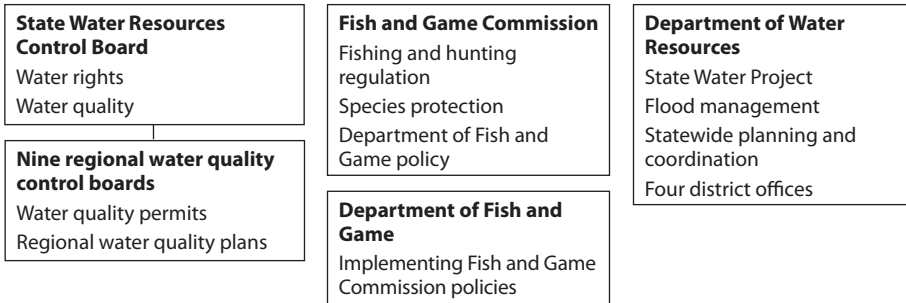 State Water Resources
Control Board
Water rights
Water quality
Nine regional water quality
control boards
Water quality permits
Regional water quality plans
Fish and Game Commission
Fishing and hunting
regulation
Species protection
Department of Fish and
Game policy
Department of Fish and
Game
Implementing Fish and Game
Commission policies
Department of Water
Resources
State Water Project
Flood management
Statewide planning and
coordination
Four district offices